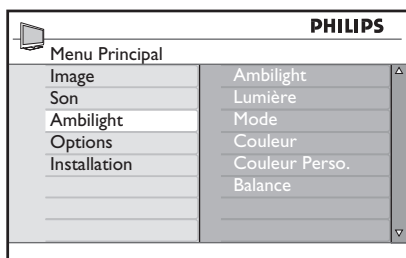 PHILIPS
Menu Principal
Image
Son
Ambilight
Options
Installation
Ambilight
Lumière
Mode
Couleur
Couleur Perso.
Balance